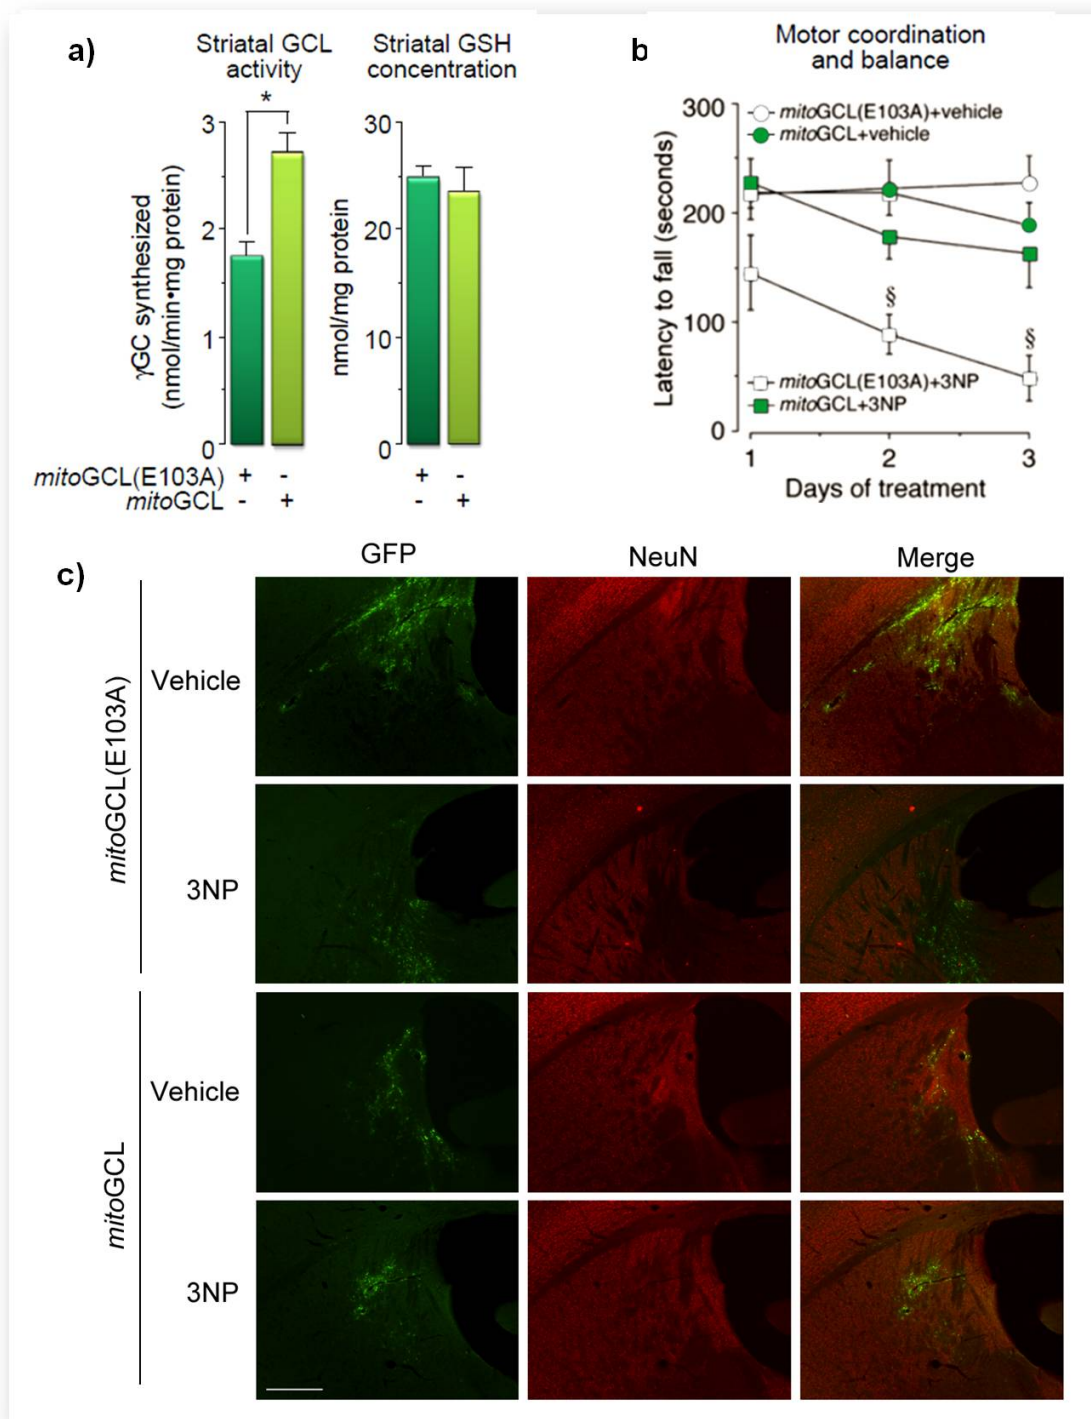 a)
Striatal GCL
activity
*
γGC synthesized
(nmol/min•mg protein)
3
2
1
0
Striatal GSH
concentration
nmol/mg protein
30
20
10
0
mitoGCL(E103A) + - + -
mitoGCL - + - +
b
Motor coordination
and balance
Latency to fall (seconds)
300
200
100
0
mitoGCL(E103A)+vehicle
mitoGCL+vehicle
§
§
mitoGCL(E103A)+3NP
mitoGCL+3NP
1 2 3
Days of treatment
c)
GFP NeuN Merge
mitoGCL(E103A)
Vehicle
3NP
mitoGCL
Vehicle
3NP